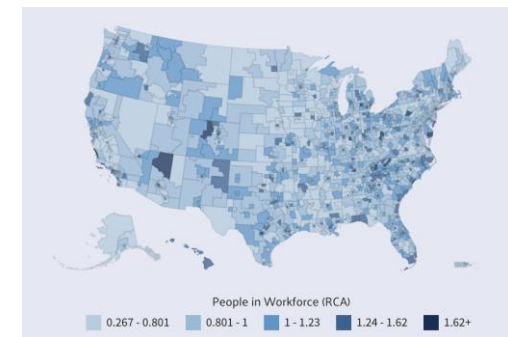 People in Workforce (RCA)
0.267 - 0.801 0.801 - 1 1 - 1.23 1.24 - 1.62 1.62+